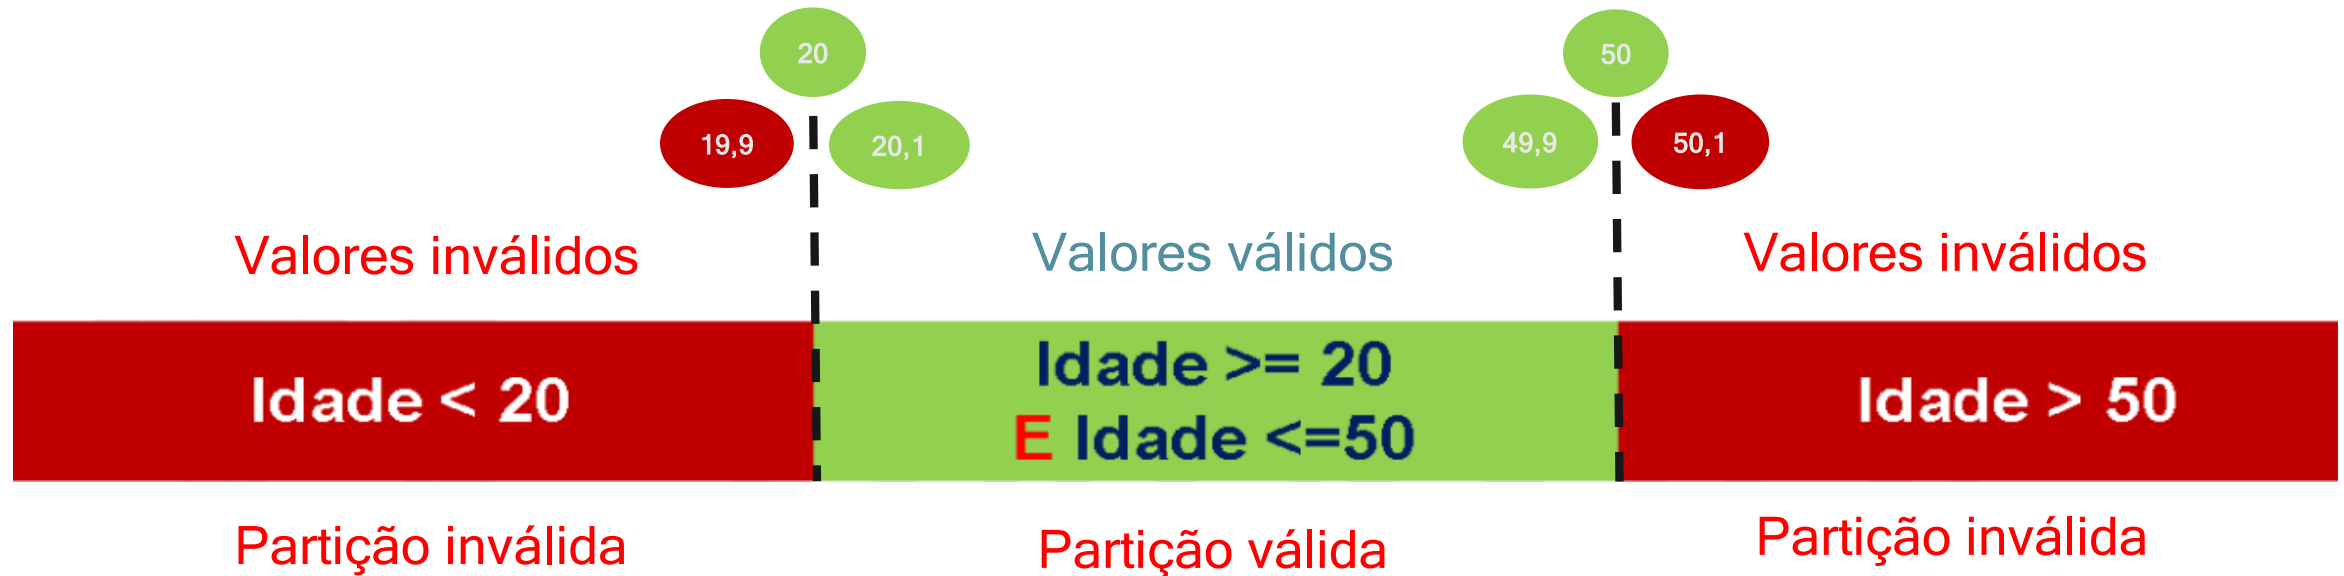 20
50
19,9
20,1
49,9
50,1
Valores inválidos
Valores válidos
Valores inválidos
Idade < 20
Idade >= 20
E Idade <=50
Idade > 50
Partição inválida
Partição válida
Partição inválida